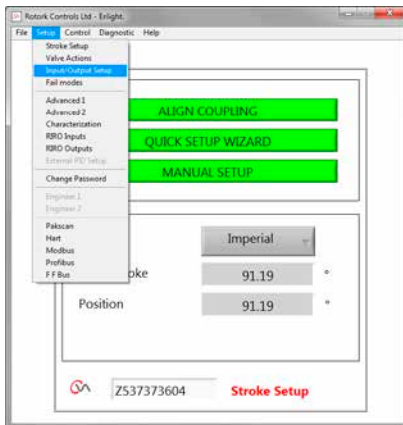 Rotork Controls Ltd - Enlight.
File Setup Control Diagnostic Help
Stroke Setup
Valve Actions
Input/Output Setup
Fail modes
Advanced 1
Advanced 2
Characterization
RIRO Inputs
RIRO Outputs
External PID Setup
Change Password
Engineer 1
Engineer 2
Pakscan
Hart
Modbus
Profibus
FF Bus
ALIGN COUPLING
QUICK SETUP WIZARD
MANUAL SETUP
Imperial
oke 91.19 °
Position 91.19 °
Z537373604 Stroke Setup